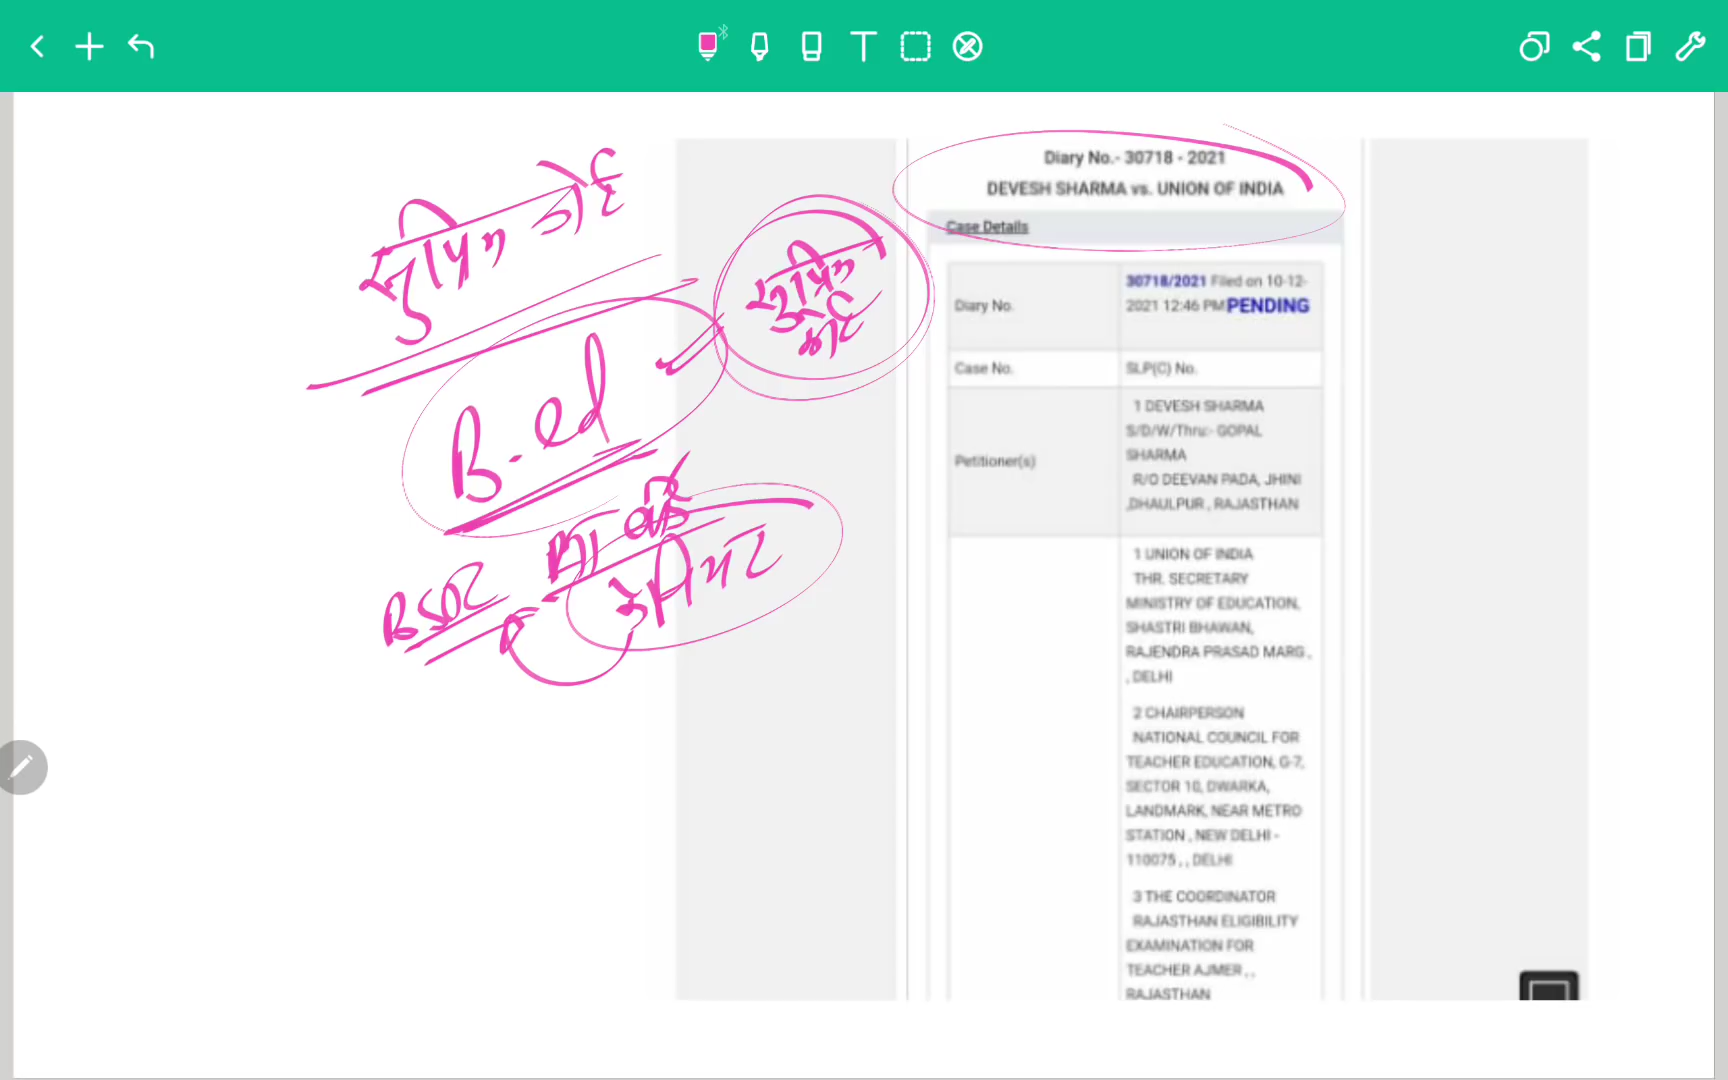 सुप्रिम कोर्ट
सुप्रिम
कोर्ट
B.ed
BSTC
Diary No.- 30718 - 2021
DEVESH SHARMA vs. UNION OF INDIA
Case Details
Diary No.
30718/2021 Filed on 10-12-
2021 12:46 PM PENDING
Case No.
SLP(C) No.
Petitioner(s)
1 DEVESH SHARMA
S/D/W/Thru:- GOPAL
SHARMA
R/O DEEVAN PADA, JHINI
,DHAULPUR , RAJASTHAN
1 UNION OF INDIA
THR. SECRETARY
MINISTRY OF EDUCATION,
SHASTRI BHAWAN,
RAJENDRA PRASAD MARG ,
, DELHI
2 CHAIRPERSON
NATIONAL COUNCIL FOR
TEACHER EDUCATION, G-7,
SECTOR 10, DWARKA,
LANDMARK, NEAR METRO
STATION , NEW DELHI -
110075 , , DELHI
3 THE COORDINATOR
RAJASTHAN ELIGIBILITY
EXAMINATION FOR
TEACHER AJMER , ,
RAJASTHAN